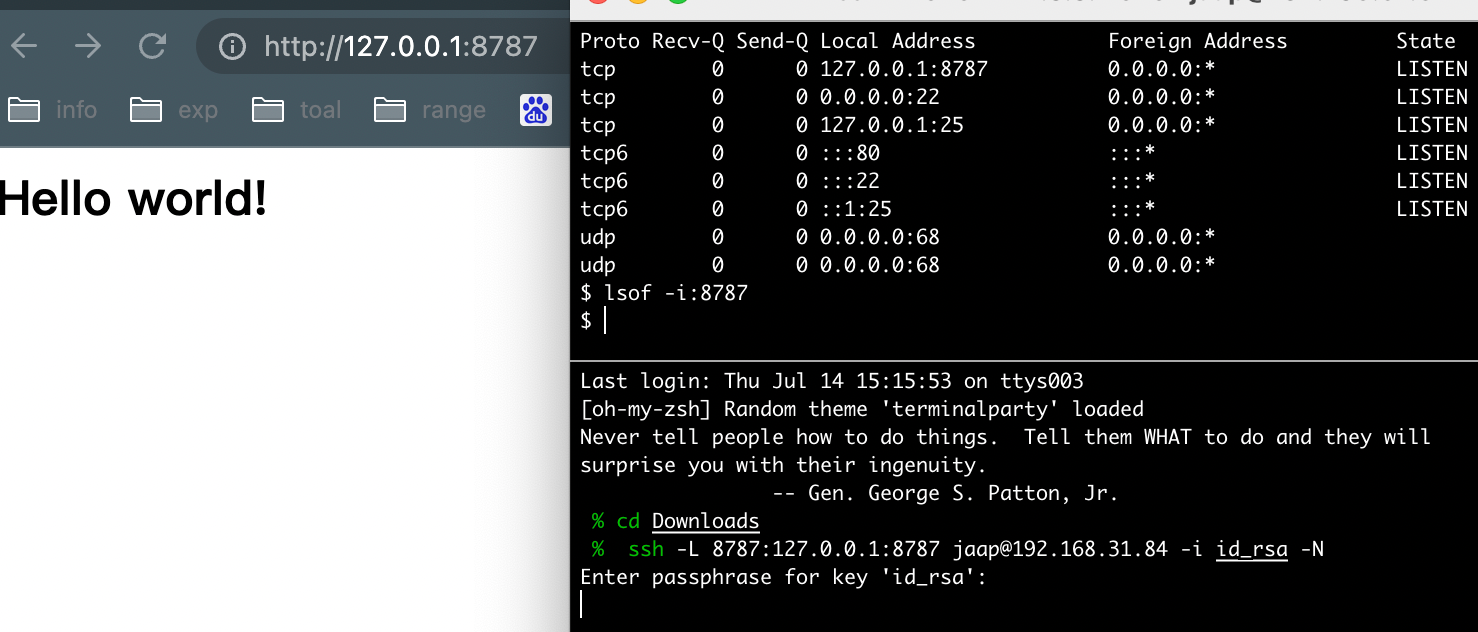 http://127.0.0.1:8787
info exp toal range du
Hello world!
Proto Recv-Q Send-Q Local Address Foreign Address State
tcp 0 0 127.0.0.1:8787 0.0.0.0:* LISTEN
tcp 0 0 0.0.0.0:22 0.0.0.0:* LISTEN
tcp 0 0 127.0.0.1:25 0.0.0.0:* LISTEN
tcp6 0 0 :::80 :::* LISTEN
tcp6 0 0 :::22 :::* LISTEN
tcp6 0 0 ::1:25 :::* LISTEN
udp 0 0 0.0.0.0:68 0.0.0.0:*
udp 0 0 0.0.0.0:68 0.0.0.0:*
$ lsof -i:8787
$
Last login: Thu Jul 14 15:15:53 on ttys003
[oh-my-zsh] Random theme 'terminalparty' loaded
Never tell people how to do things.  Tell them WHAT to do and they will
surprise you with their ingenuity.
-- Gen. George S. Patton, Jr.
% cd Downloads
%  ssh -L 8787:127.0.0.1:8787 jaap@192.168.31.84 -i id_rsa -N
Enter passphrase for key 'id_rsa':